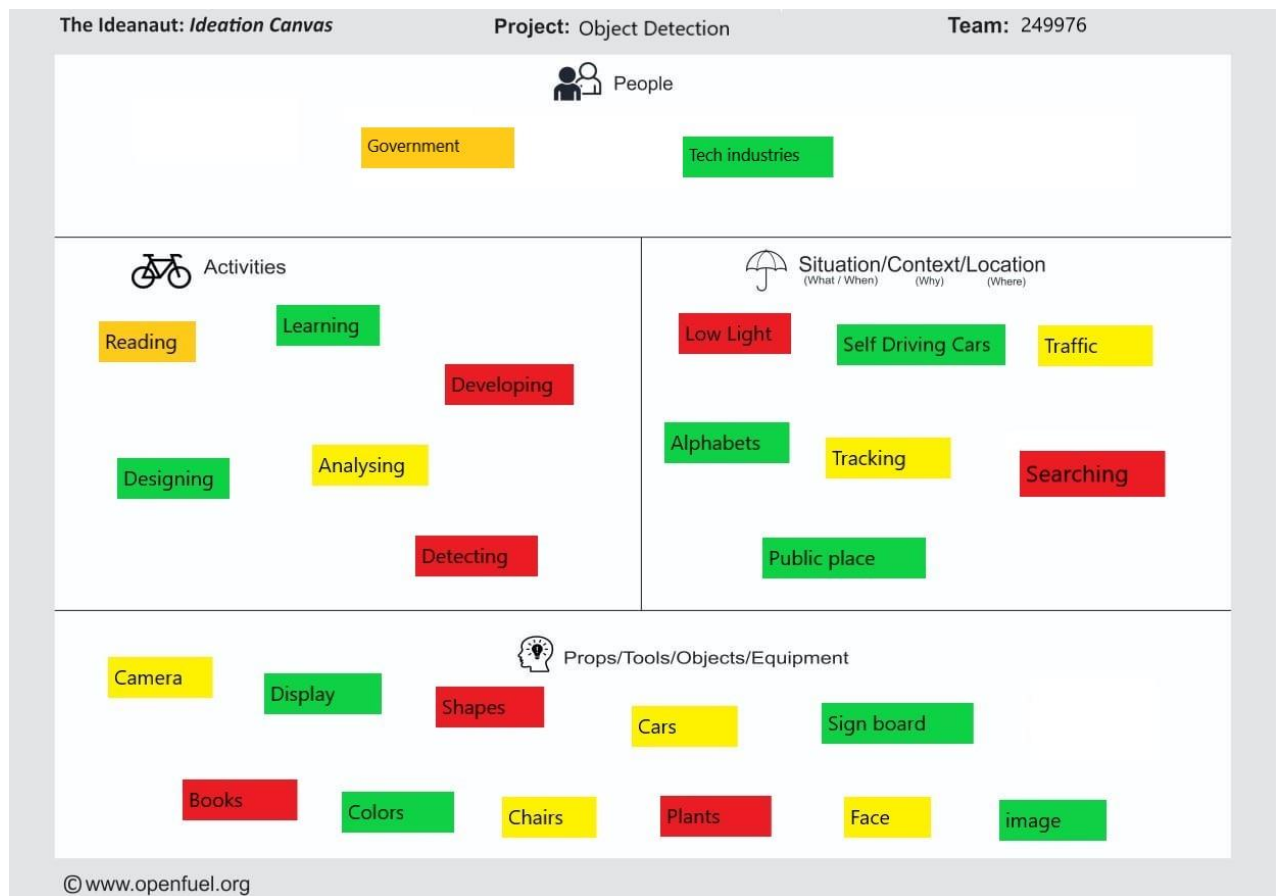 The Ideanaut: Ideation Canvas Project: Object Detection Team: 249976
People
Government
Tech industries
Activities
Reading
Learning
Developing
Designing
Analysing
Detecting
Situation/Context/Location
(What / When) (Why) (Where)
Low Light
Self Driving Cars
Traffic
Alphabets
Tracking
Searching
Public place
Props/Tools/Objects/Equipment
Camera
Display
Shapes
Cars
Sign board
Books
Colors
Chairs
Plants
Face
image
©www.openfuel.org